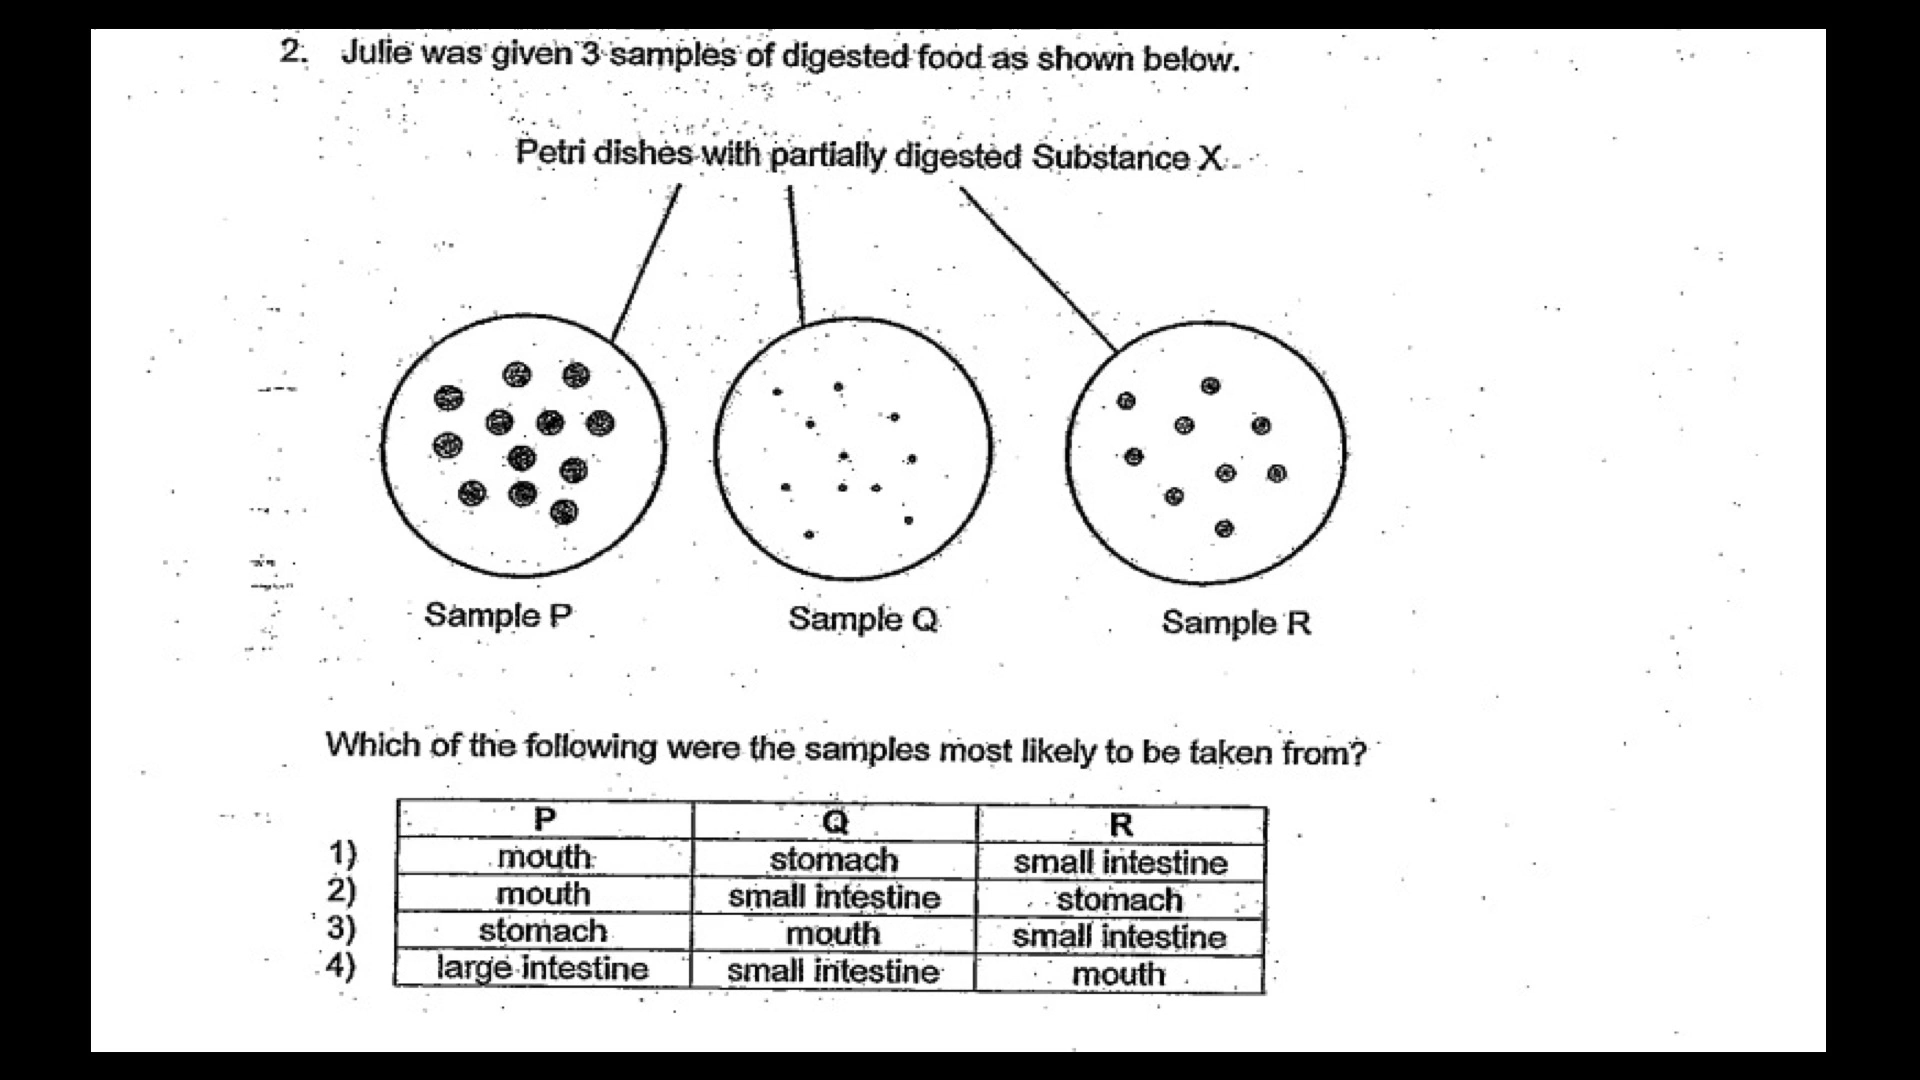 2. Julie was given 3 samples of digested food as shown below.
Petri dishes with partially digested Substance X
Sample P
Sample Q
Sample R
Which of the following were the samples most likely to be taken from?
P Q R
1) mouth stomach small intestine
2) mouth small intestine stomach
3) stomach mouth small intestine
4) large intestine small intestine mouth